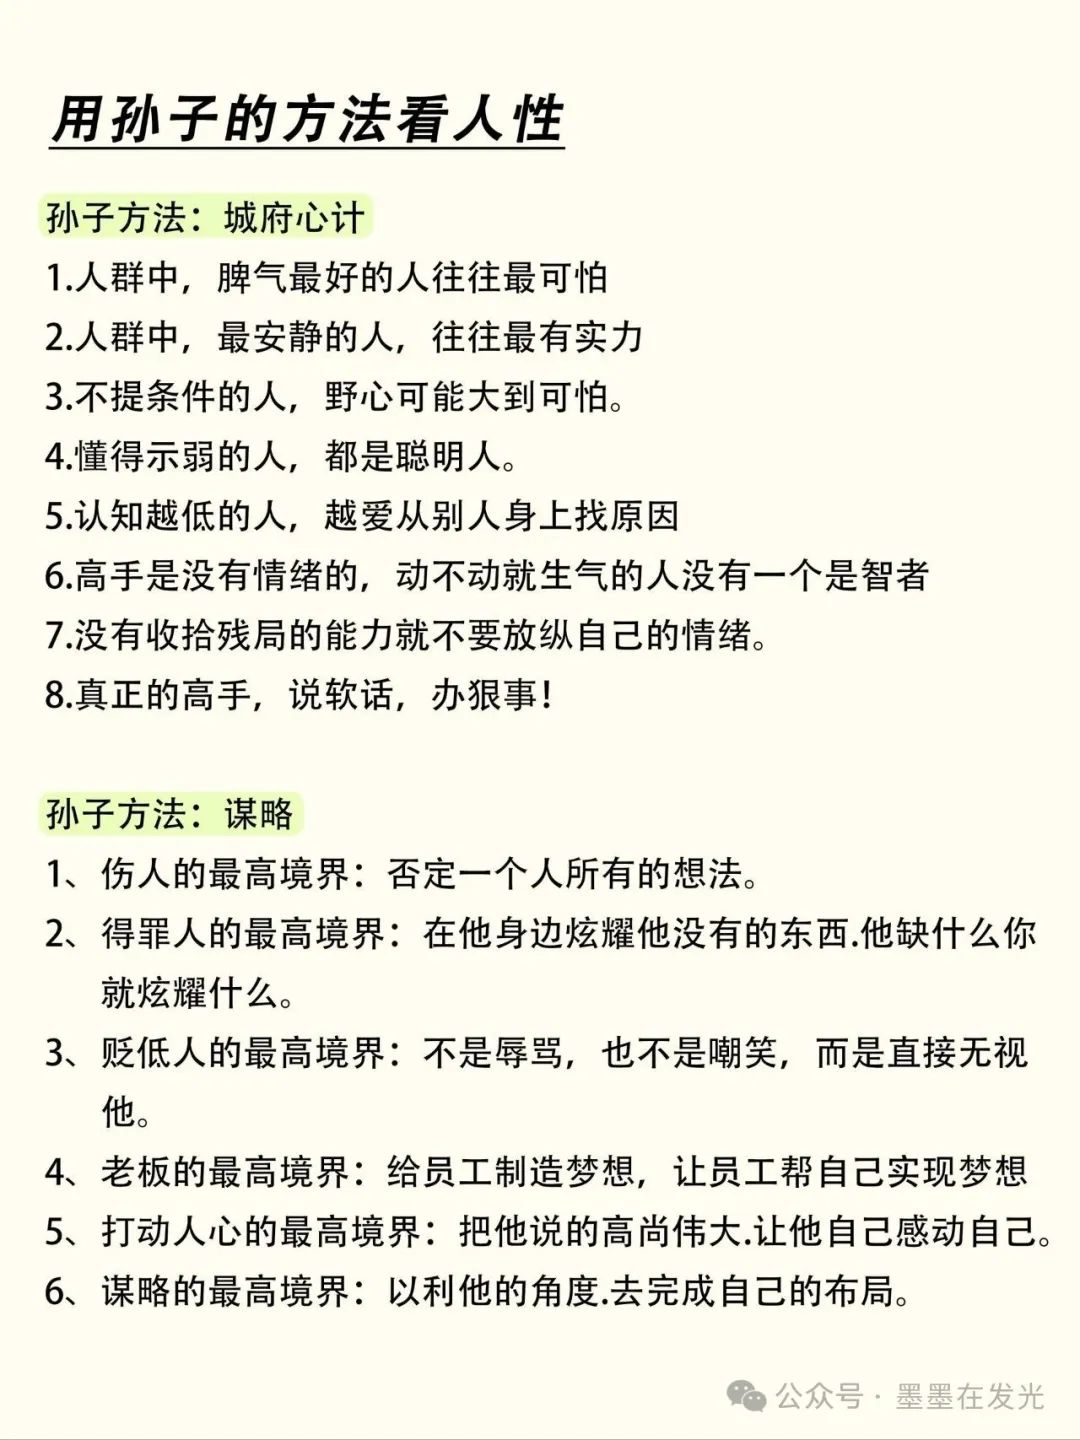 用孙子的方法看人性
孙子方法：城府心计
1.人群中，脾气最好的人往往最可怕
2.人群中，最安静的人，往往最有实力
3.不提条件的人，野心可能大到可怕。
4.懂得示弱的人，都是聪明人。
5.认知越低的人，越爱从别人身上找原因
6.高手是没有情绪的，动不动就生气的人没有一个是智者
7.没有收拾残局的能力就不要放纵自己的情绪。
8.真正的高手，说软话，办狠事！
孙子方法：谋略
1、伤人的最高境界：否定一个人所有的想法。
2、得罪人的最高境界：在他身边炫耀他没有的东西.他缺什么你
就炫耀什么。
3、贬低人的最高境界：不是辱骂，也不是嘲笑，而是直接无视
他。
4、老板的最高境界：给员工制造梦想，让员工帮自己实现梦想
5、打动人心的最高境界：把他说的高尚伟大.让他自己感动自己。
6、谋略的最高境界：以利他的角度.去完成自己的布局。
公众号·墨墨在发光